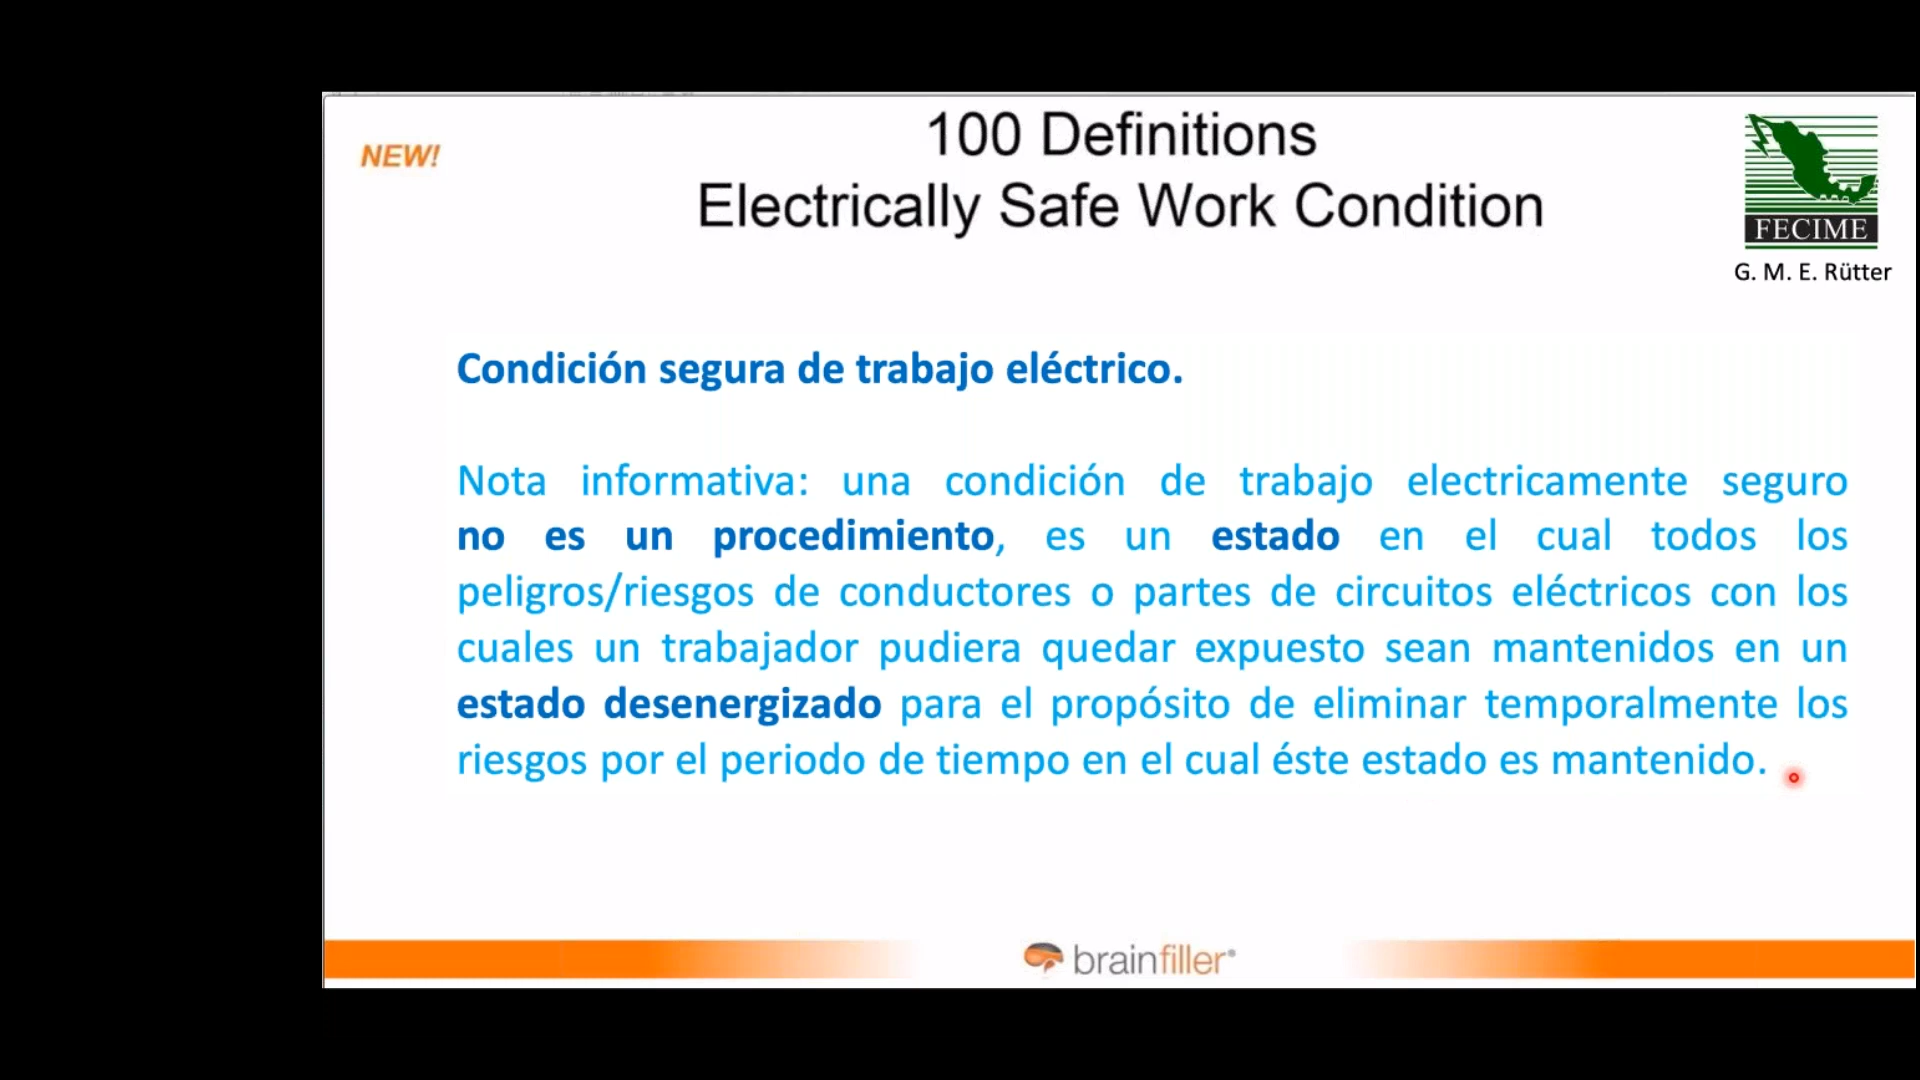 NEW!
100 Definitions
Electrically Safe Work Condition
FECIME
G. M. E. Rütter
Condición segura de trabajo eléctrico.
Nota informativa: una condición de trabajo electricamente seguro
no es un procedimiento, es un estado en el cual todos los
peligros/riesgos de conductores o partes de circuitos eléctricos con los
cuales un trabajador pudiera quedar expuesto sean mantenidos en un
estado desenergizado para el propósito de eliminar temporalmente los
riesgos por el periodo de tiempo en el cual éste estado es mantenido.
brainfiller®